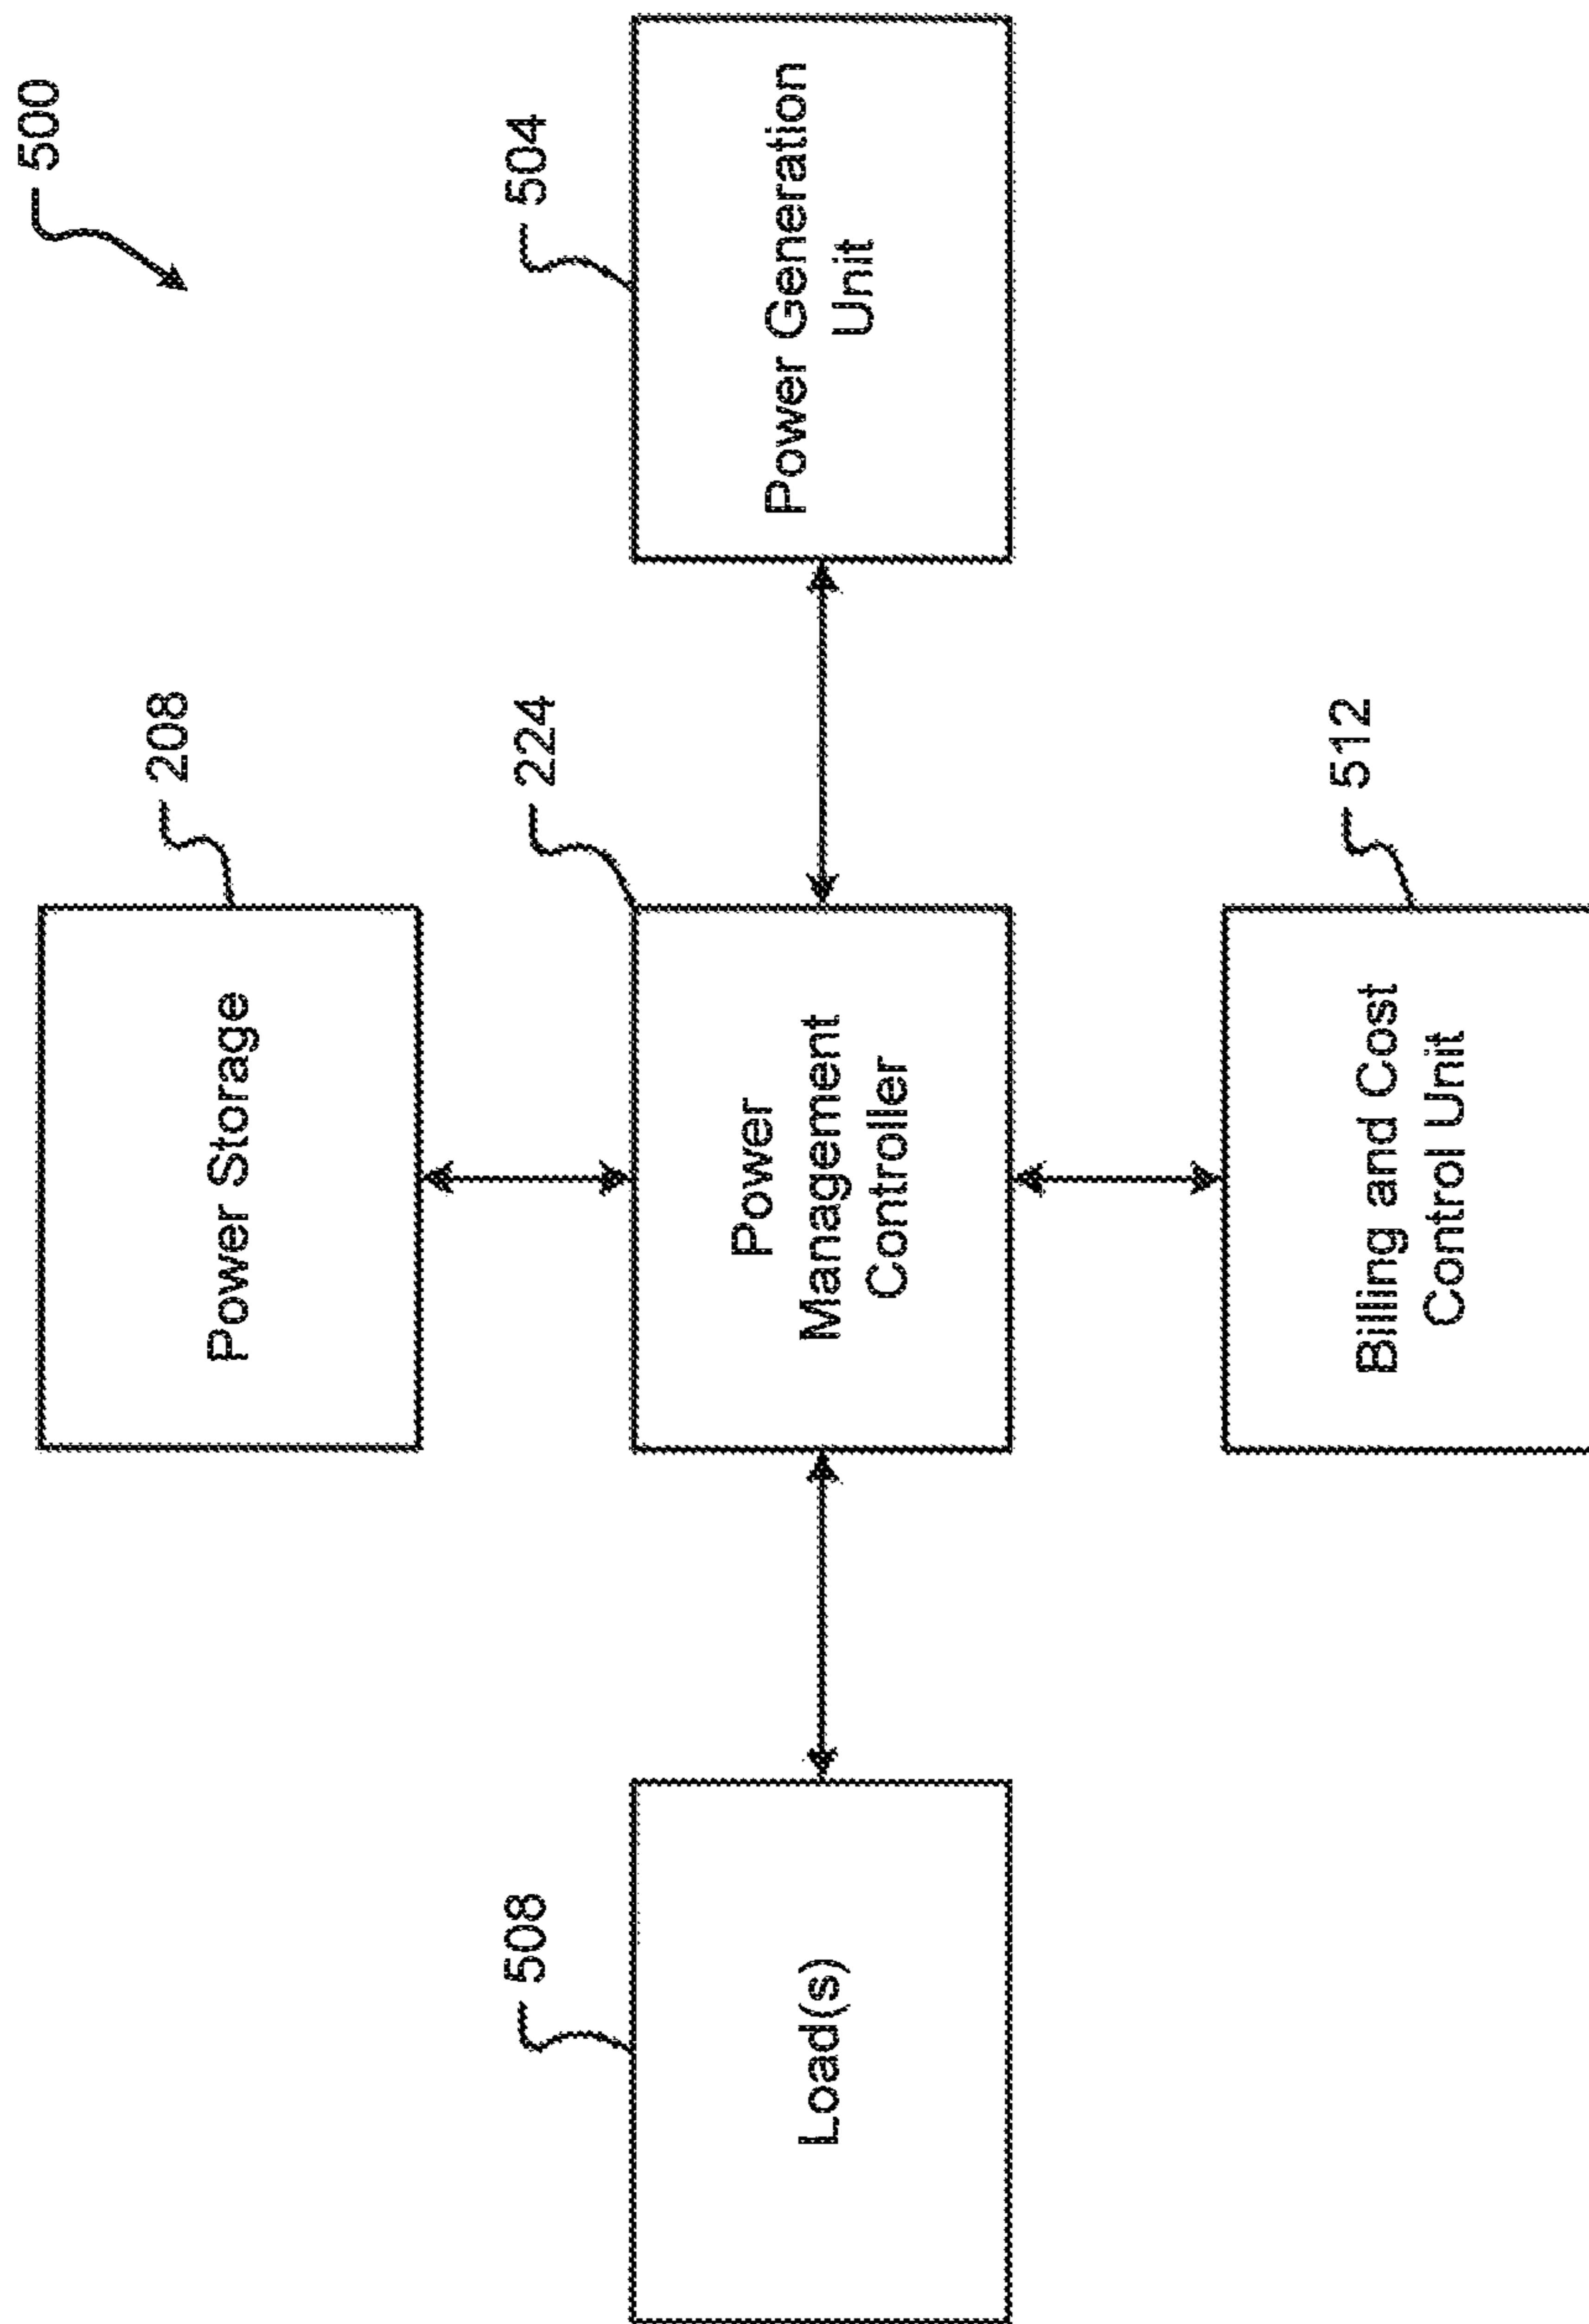 500
208
Power Storage
508
224
504
Load(s)
Power
Management
Controller
Power Generation
Unit
512
Billing and Cost
Control Unit